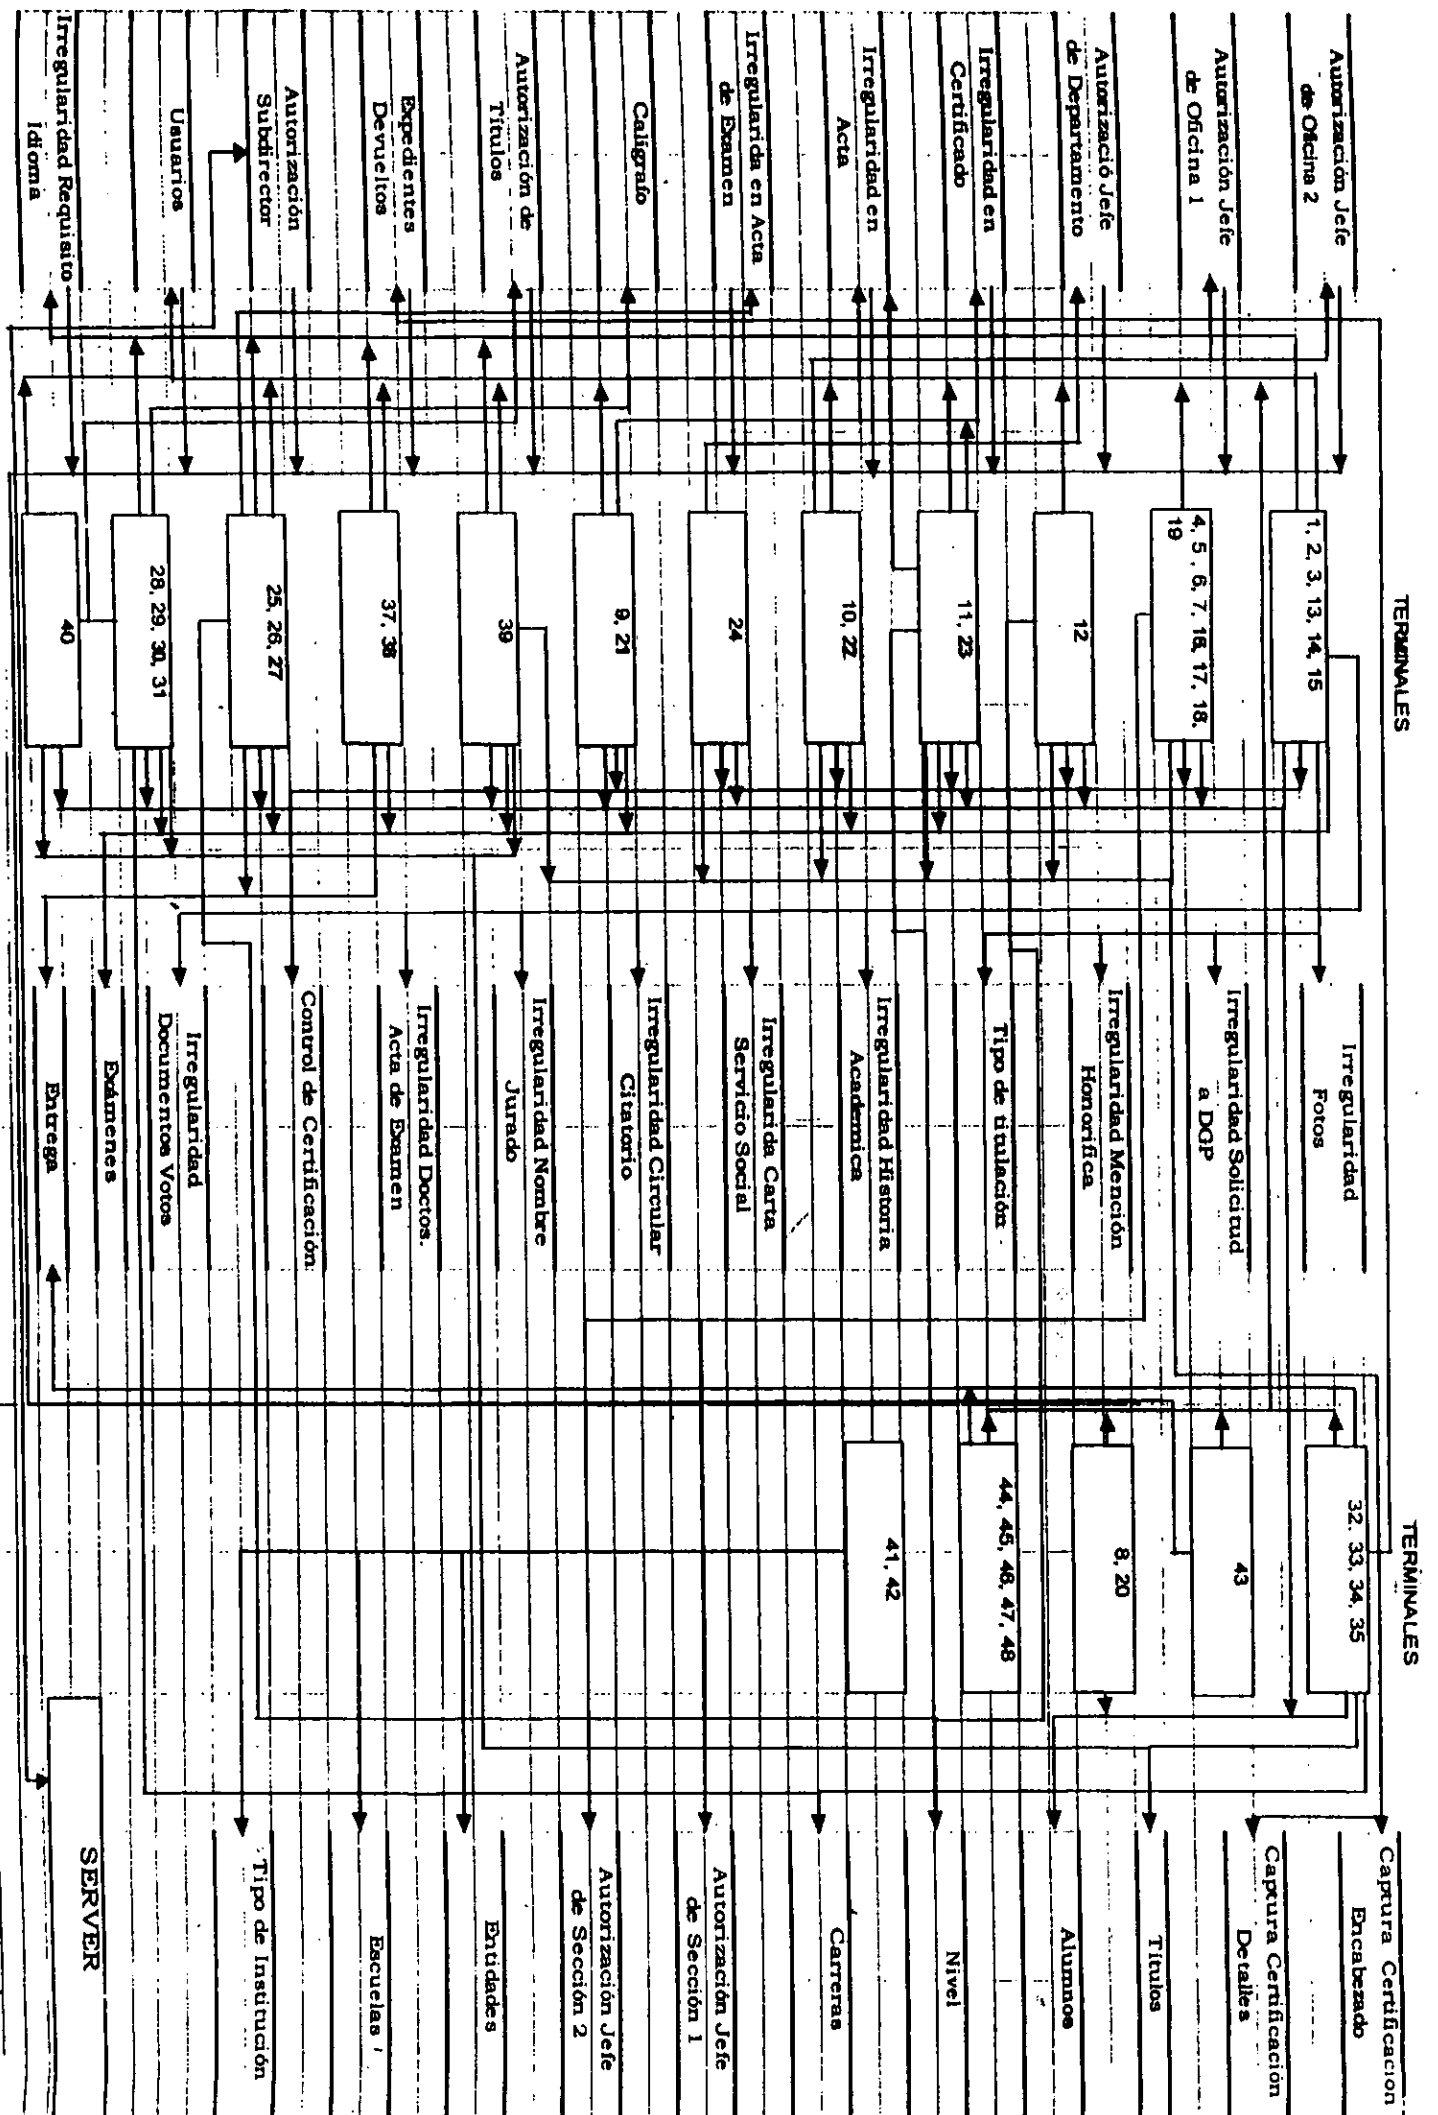 TERMINALES
TERMINALES
Autorización Jefe
de Oficina 2
Autorización Jefe
de Oficina 1
Autorizació Jefe
de Departamento
Irregularidad en
Certificado
Irregularidad en
Acta
Irregularida en Acta
de Examen
Calígrafo
Autorización de
Títulos
Expedientes
Devueltos
Autorización
Subdirector
Usuarios
Irregularidad Requisito
Idioma
1, 2, 3, 13, 14, 15
4, 5, 6, 7, 16, 17, 18,
19
12
11, 23
10, 22
24
9, 21
39
37, 38
25, 26, 27
28, 29, 30, 31
40
Irregularidad
Fotos
Irregularidad Solicitud
a DGP
Irregularidad Mención
Honorifica
Tipo de titulación
Irregularidad Historia
Academica
Irregularida Carta
Servicio Social
Irregularidad Circular
Citatorio
Irregularidad Nombre
Jurado
Irregularidad Doctos.
Acta de Examen
Control de Certificación
Irregularidad
Documentos Votos
Exámenes
Entrega
32, 33, 34, 35
43
8, 20
44, 45, 46, 47, 48
41, 42
Captura Certificacion
Encabezado
Captura Certificación
Detalles
Títulos
Alumnos
Nivel
Carreras
Autorización Jefe
de Sección 1
Autorización Jefe
de Sección 2
Entidades
Escuelas
Tipo de Institución
SERVER